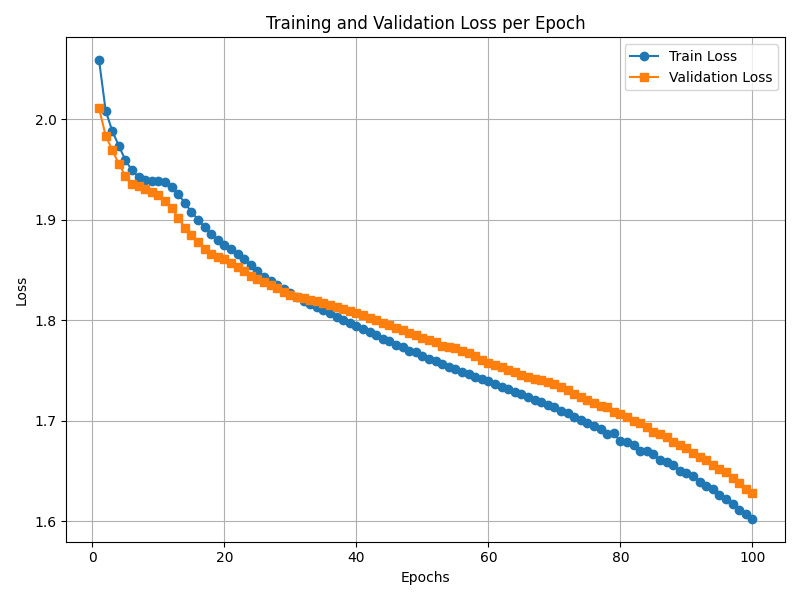 Training and Validation Loss per Epoch
Train Loss
Validation Loss
2.0
1.9
1.8
1.7
1.6
Loss
0 20 40 60 80 100
Epochs